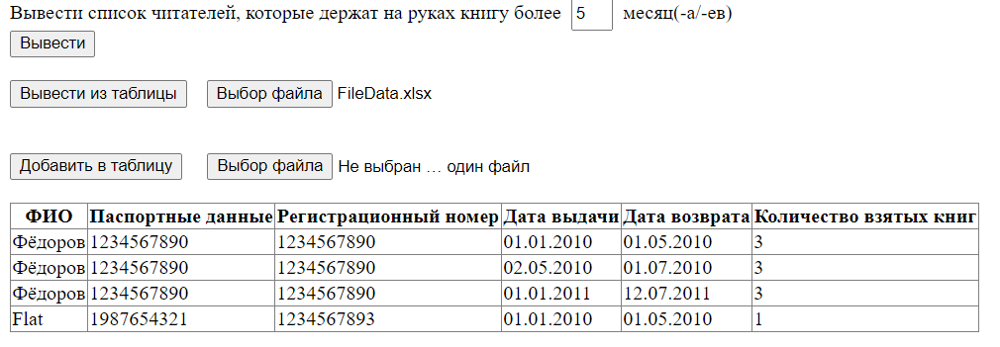 Вывести список читателей, которые держат на руках книгу более 5 месяц(-а/-ев)
Вывести
Вывести из таблицы Выбор файла FileData.xlsx
Добавить в таблицу Выбор файла Не выбран … один файл
ФИО Паспортные данные Регистрационный номер Дата выдачи Дата возврата Количество взятых книг
Фёдоров 1234567890 1234567890 01.01.2010 01.05.2010 3
Фёдоров 1234567890 1234567890 02.05.2010 01.07.2010 3
Фёдоров 1234567890 1234567890 01.01.2011 12.07.2011 3
Flat 1987654321 1234567893 01.01.2010 01.05.2010 1